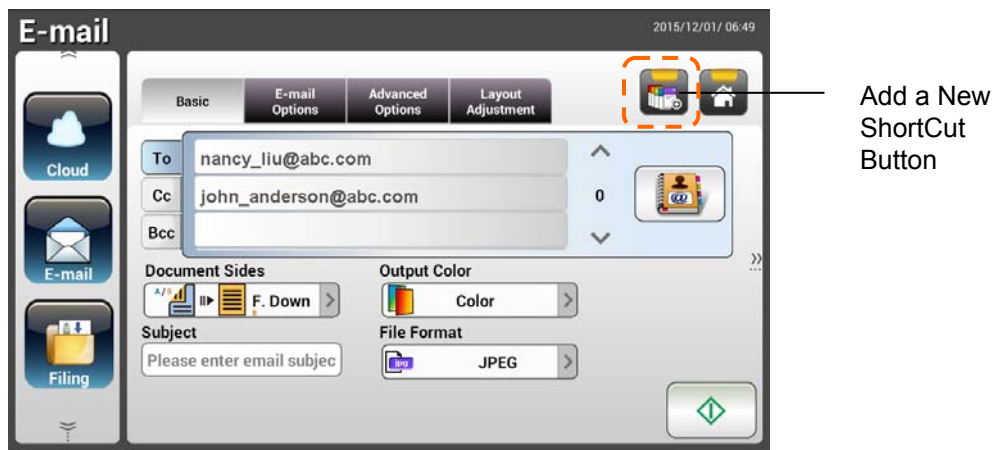 E-mail
2015/12/01/ 06:49
Basic
E-mail
Options
Advanced
Options
Layout
Adjustment
Add a New
ShortCut
Button
Cloud
E-mail
Filing
To
nancy_liu@abc.com
Cc
john_anderson@abc.com
0
@
Bcc
Document Sides
Output Color
A/B
F. Down
Color
Subject
File Format
Please enter email subjec
jpg
JPEG